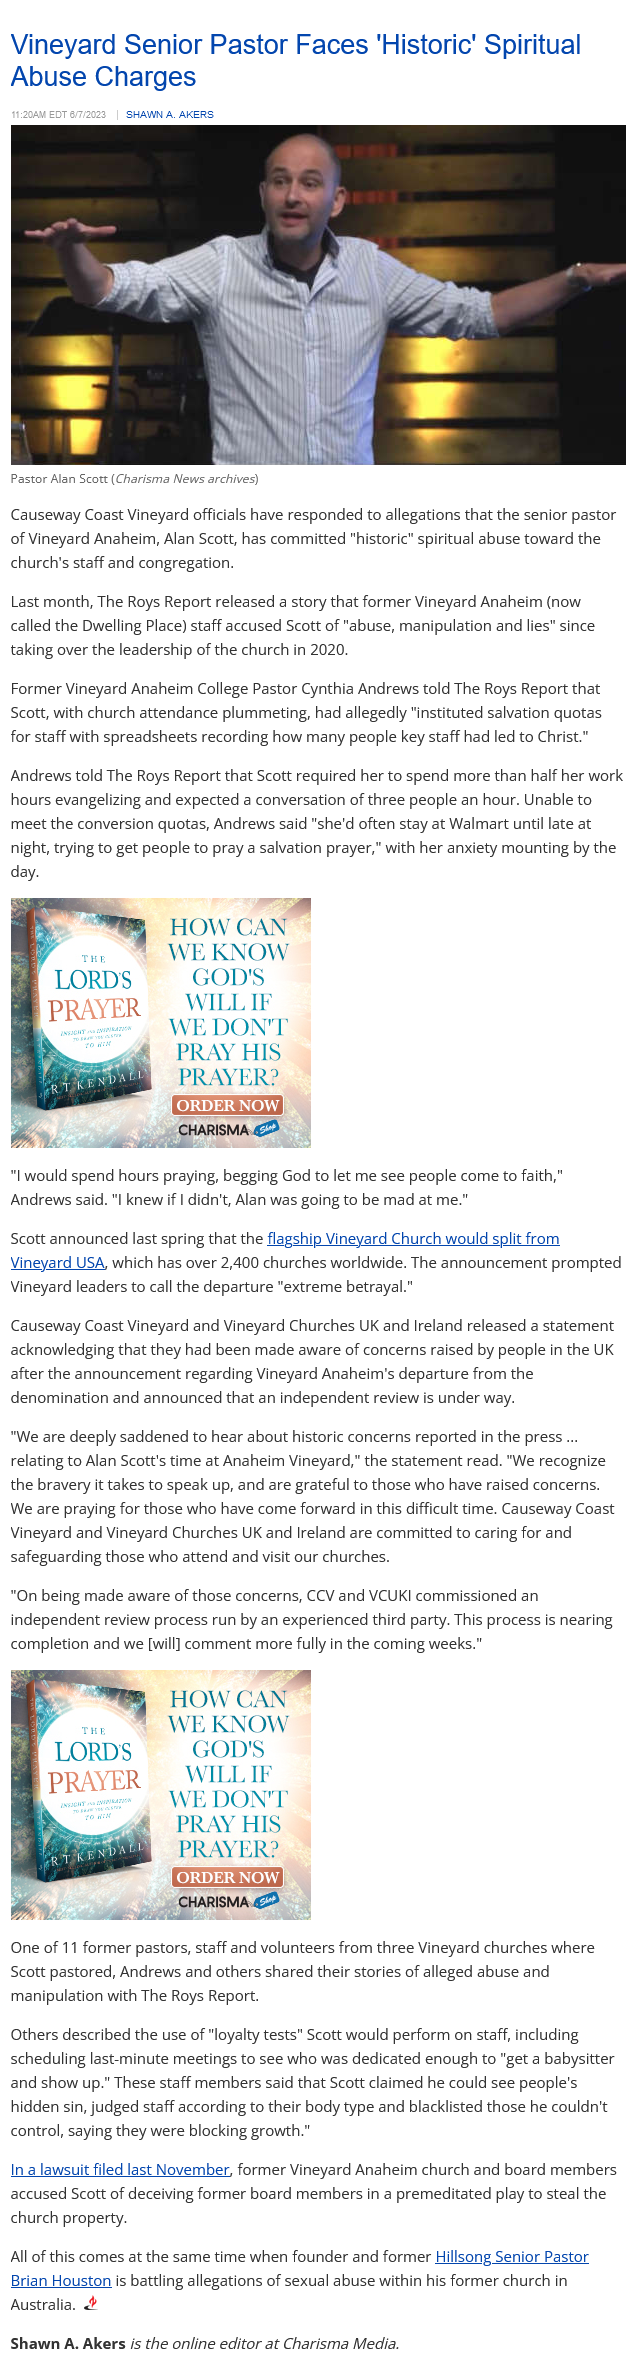 Vineyard Senior Pastor Faces 'Historic' Spiritual
Abuse Charges
11:20AM EDT 6/7/2023 | SHAWN A. AKERS
Pastor Alan Scott (Charisma News archives)
Causeway Coast Vineyard officials have responded to allegations that the senior pastor
of Vineyard Anaheim, Alan Scott, has committed "historic" spiritual abuse toward the
church's staff and congregation.
Last month, The Roys Report released a story that former Vineyard Anaheim (now
called the Dwelling Place) staff accused Scott of "abuse, manipulation and lies" since
taking over the leadership of the church in 2020.
Former Vineyard Anaheim College Pastor Cynthia Andrews told The Roys Report that
Scott, with church attendance plummeting, had allegedly "instituted salvation quotas
for staff with spreadsheets recording how many people key staff had led to Christ."
Andrews told The Roys Report that Scott required her to spend more than half her work
hours evangelizing and expected a conversation of three people an hour. Unable to
meet the conversion quotas, Andrews said "she'd often stay at Walmart until late at
night, trying to get people to pray a salvation prayer," with her anxiety mounting by the
day.
THE
LORD'S
PRAYER
INSIGHT AND INSPIRATION
TO DRAW YOU CLOSER
TO HIM
R T KENDALL
HOW CAN
WE KNOW
GOD'S
WILL IF
WE DON'T
PRAY HIS
PRAYER?
ORDER NOW
CHARISMA Shop
"I would spend hours praying, begging God to let me see people come to faith,"
Andrews said. "I knew if I didn't, Alan was going to be mad at me."
Scott announced last spring that the flagship Vineyard Church would split from
Vineyard USA, which has over 2,400 churches worldwide. The announcement prompted
Vineyard leaders to call the departure "extreme betrayal."
Causeway Coast Vineyard and Vineyard Churches UK and Ireland released a statement
acknowledging that they had been made aware of concerns raised by people in the UK
after the announcement regarding Vineyard Anaheim's departure from the
denomination and announced that an independent review is under way.
"We are deeply saddened to hear about historic concerns reported in the press ...
relating to Alan Scott's time at Anaheim Vineyard," the statement read. "We recognize
the bravery it takes to speak up, and are grateful to those who have raised concerns.
We are praying for those who have come forward in this difficult time. Causeway Coast
Vineyard and Vineyard Churches UK and Ireland are committed to caring for and
safeguarding those who attend and visit our churches.
"On being made aware of those concerns, CCV and VCUKI commissioned an
independent review process run by an experienced third party. This process is nearing
completion and we [will] comment more fully in the coming weeks."
THE
LORD'S
PRAYER
INSIGHT AND INSPIRATION
TO DRAW YOU CLOSER
TO HIM
R T KENDALL
HOW CAN
WE KNOW
GOD'S
WILL IF
WE DON'T
PRAY HIS
PRAYER?
ORDER NOW
CHARISMA Shop
One of 11 former pastors, staff and volunteers from three Vineyard churches where
Scott pastored, Andrews and others shared their stories of alleged abuse and
manipulation with The Roys Report.
Others described the use of "loyalty tests" Scott would perform on staff, including
scheduling last-minute meetings to see who was dedicated enough to "get a babysitter
and show up." These staff members said that Scott claimed he could see people's
hidden sin, judged staff according to their body type and blacklisted those he couldn't
control, saying they were blocking growth."
In a lawsuit filed last November, former Vineyard Anaheim church and board members
accused Scott of deceiving former board members in a premeditated play to steal the
church property.
All of this comes at the same time when founder and former Hillsong Senior Pastor
Brian Houston is battling allegations of sexual abuse within his former church in
Australia.
Shawn A. Akers is the online editor at Charisma Media.